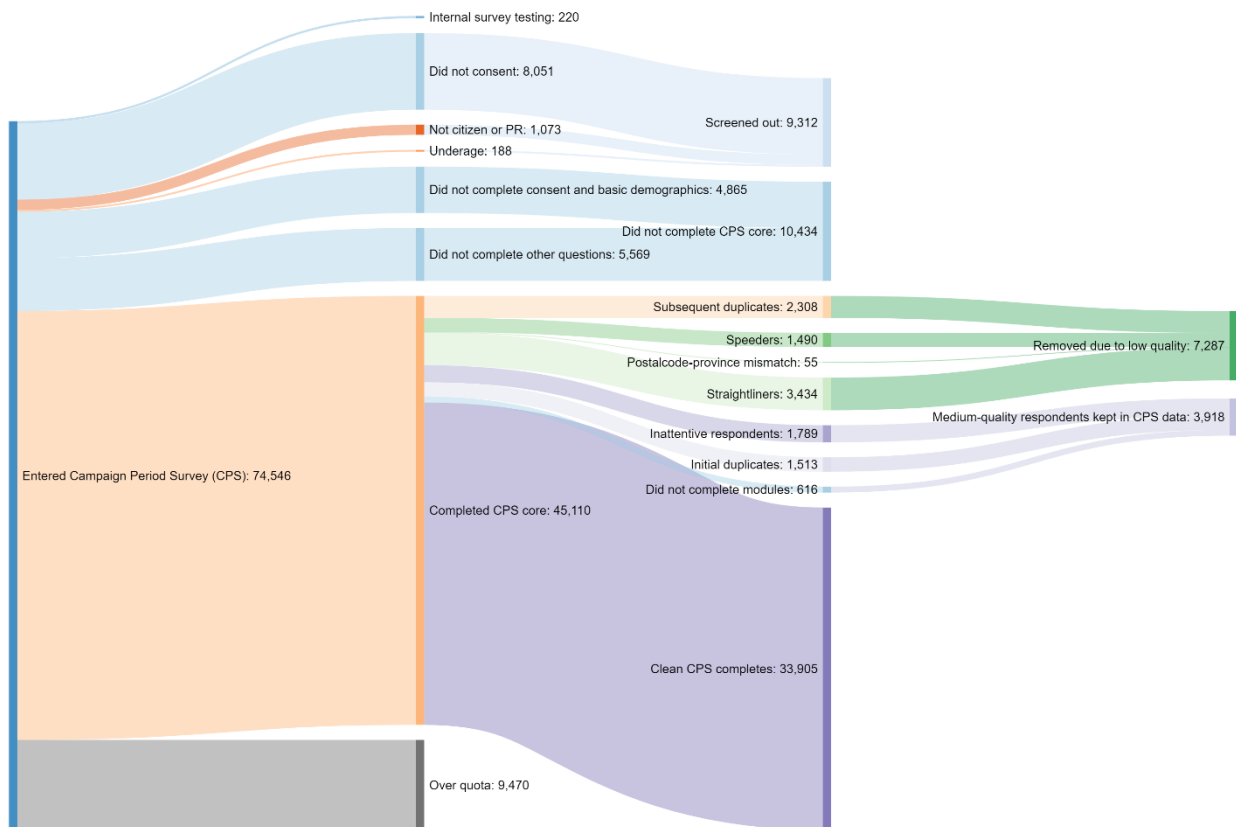 Internal survey testing: 220
Did not consent: 8,051
Screened out: 9,312
Not citizen or PR: 1,073
Underage: 188
Did not complete consent and basic demographics: 4,865
Did not complete CPS core: 10,434
Did not complete other questions: 5,569
Subsequent duplicates: 2,308
Speeders: 1,490
Removed due to low quality: 7,287
Postalcode-province mismatch: 55
Straightliners: 3,434
Medium-quality respondents kept in CPS data: 3,918
Inattentive respondents: 1,789
Initial duplicates: 1,513
Entered Campaign Period Survey (CPS): 74,546
Did not complete modules: 616
Completed CPS core: 45,110
Clean CPS completes: 33,905
Over quota: 9,470